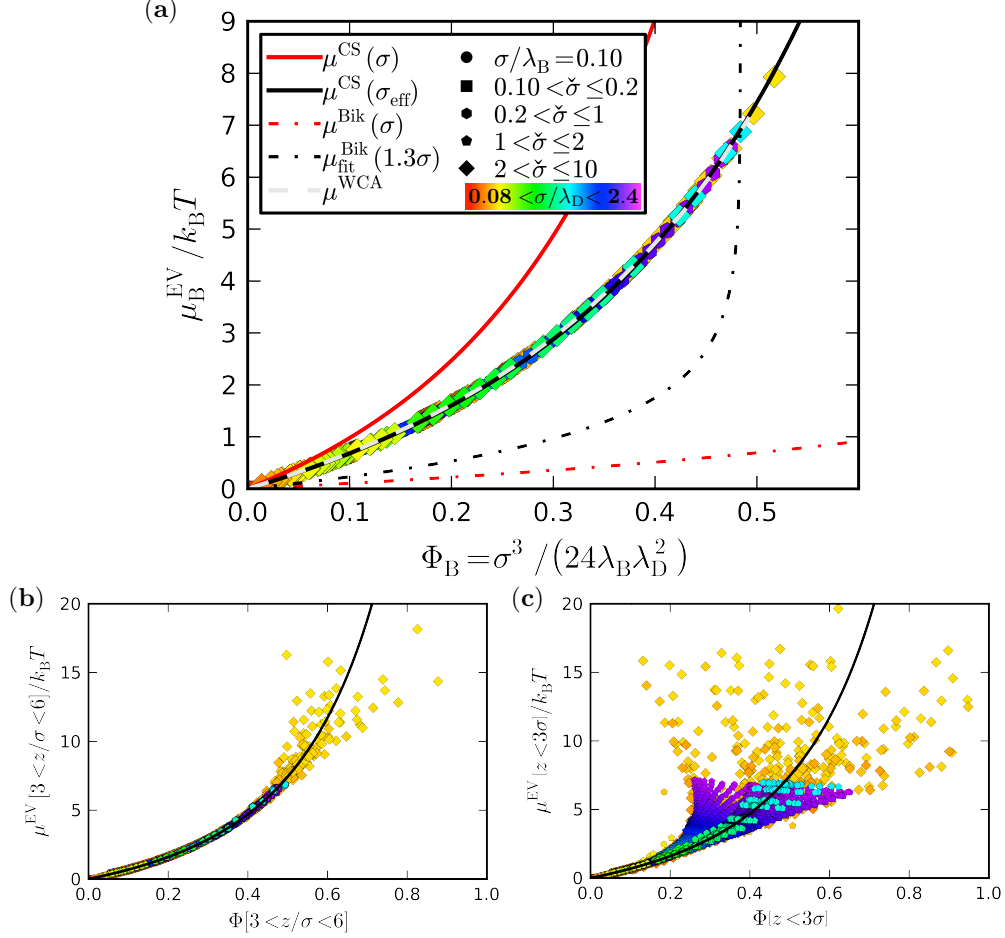 (a)
9
8
7
6
5
4
3
2
1
0
μ_B^EV / k_B T
μ^CS (σ)
μ^CS (σ_eff)
μ^Bik (σ)
μ_fit^Bik (1.3σ)
μ^WCA
σ/λ_B = 0.10
0.10 < σ̌ ≤ 0.2
0.2 < σ̌ ≤ 1
1 < σ̌ ≤ 2
2 < σ̌ ≤ 10
0.08 < σ/λ_D < 2.4
0.0 0.1 0.2 0.3 0.4 0.5
Φ_B = σ^3 / (24λ_B λ_D^2)
(b)
20
15
10
5
0
μ^EV [3 < z/σ < 6] / k_B T
0.0 0.2 0.4 0.6 0.8 1.0
Φ[3 < z/σ < 6]
(c)
20
15
10
5
0
μ^EV [z < 3σ] / k_B T
0.0 0.2 0.4 0.6 0.8 1.0
Φ[z < 3σ]